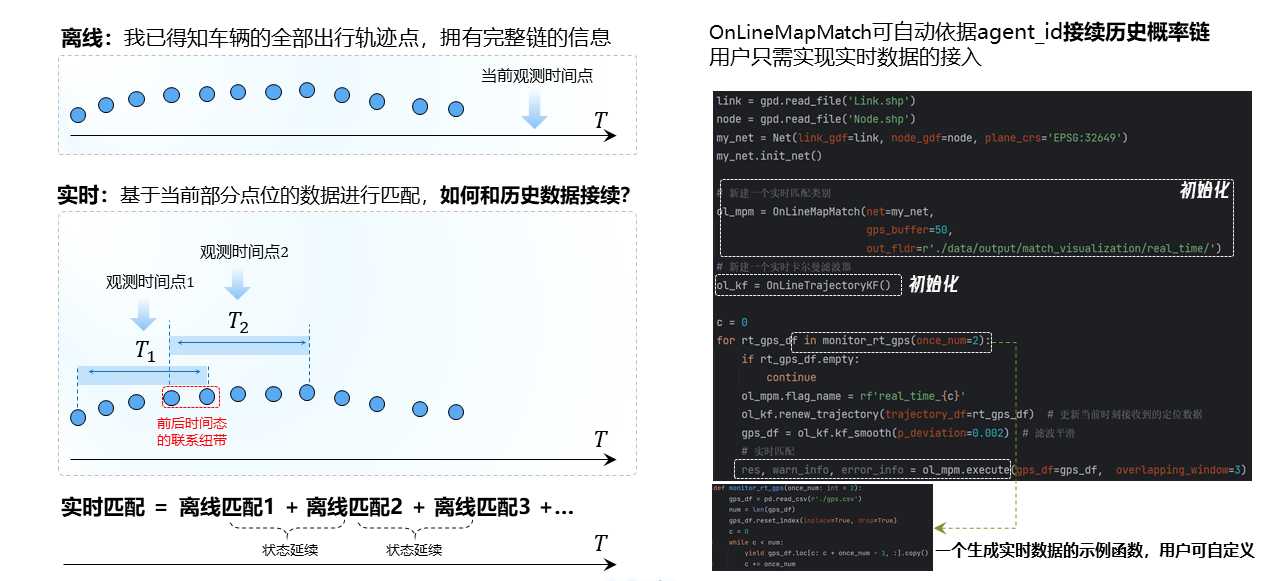 离线：我已得知车辆的全部出行轨迹点，拥有完整链的信息
当前观测时间点
T
实时：基于当前部分点位的数据进行匹配，如何和历史数据接续?
观测时间点2
观测时间点1
T2
T1
前后时间态
的联系纽带
T
实时匹配 = 离线匹配1 + 离线匹配2 + 离线匹配3 +...
状态延续
状态延续
T
OnLineMapMatch可自动依据agent_id接续历史概率链
用户只需实现实时数据的接入
link = gpd.read_file('Link.shp')
node = gpd.read_file('Node.shp')
my_net = Net(link_gdf=link, node_gdf=node, plane_crs='EPSG:32649')
my_net.init_net()
# 新建一个实时匹配类别
初始化
ol_mpm = OnLineMapMatch(net=my_net,
gps_buffer=50,
out_fldr=r'./data/output/match_visualization/real_time/')
# 新建一个实时卡尔曼滤波器
ol_kf = OnLineTrajectoryKF()
初始化
c = 0
for rt_gps_df in monitor_rt_gps(once_num=2):
if rt_gps_df.empty:
continue
ol_mpm.flag_name = rf'real_time_{c}'
ol_kf.renew_trajectory(trajectory_df=rt_gps_df) # 更新当前时刻接收到的定位数据
gps_df = ol_kf.kf_smooth(p_deviation=0.002) # 滤波平滑
# 实时匹配
res, warn_info, error_info = ol_mpm.execute(gps_df=gps_df, overlapping_window=3)
def monitor_rt_gps(once_num: int = 2):
gps_df = pd.read_csv(r'./gps.csv')
num = len(gps_df)
gps_df.reset_index(inplace=True, drop=True)
c = 0
while c < num:
yield gps_df.loc[c: c + once_num - 1, :].copy()
c += once_num
一个生成实时数据的示例函数，用户可自定义